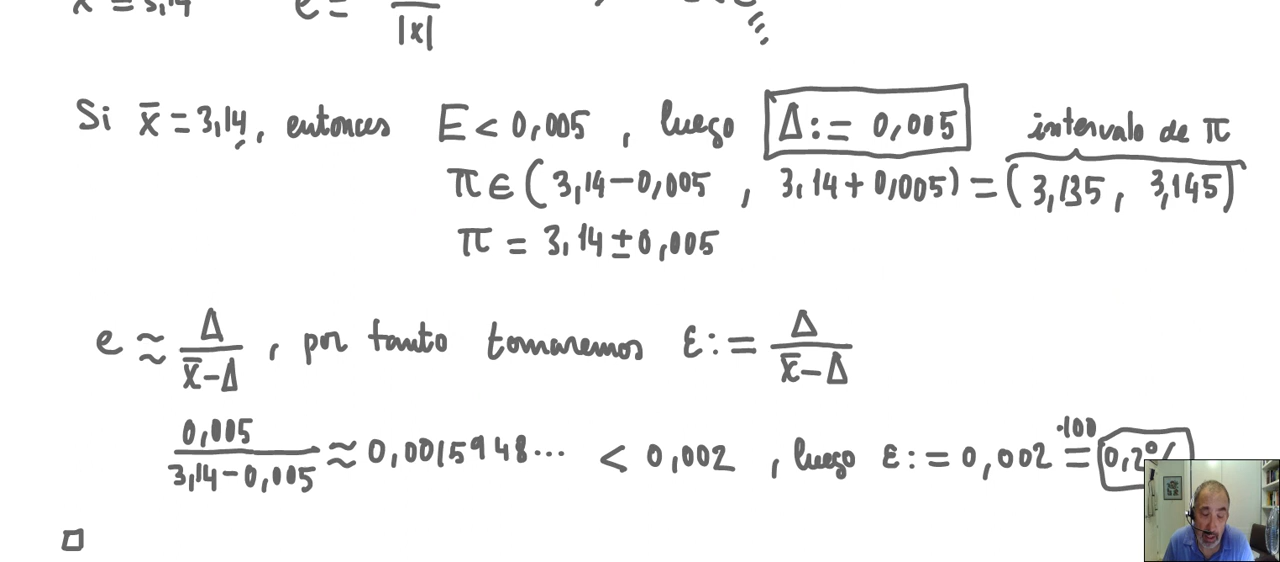 x̄ = 3,14 e = |x|
Si x̄ = 3,14, entonces E < 0,005, luego Δ := 0,005 intervalo de π
π ∈ (3,14−0,005, 3,14+0,005) = (3,135, 3,145)
π = 3,14 ± 0,005
e ≈ Δ/(x̄−Δ), por tanto tomaremos ε := Δ/(x̄−Δ)
0,005/(3,14−0,005) ≈ 0,0015948... < 0,002, luego ε := 0,002 =^{·100} 0,2%